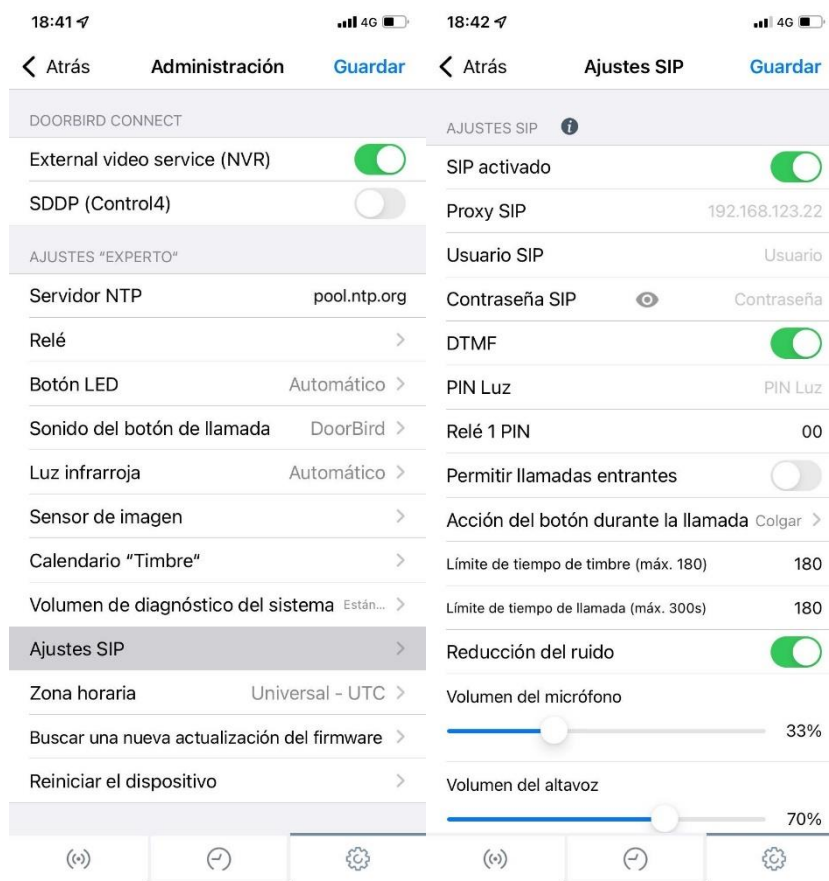 18:41 4G
Atrás Administración Guardar
DOORBIRD CONNECT
External video service (NVR)
SDDP (Control4)
AJUSTES "EXPERTO“
Servidor NTP pool.ntp.org
Relé
Botón LED Automático
Sonido del botón de llamada DoorBird
Luz infrarroja Automático
Sensor de imagen
Calendario "Timbre“
Volumen de diagnóstico del sistema Están...
Ajustes SIP
Zona horaria Universal - UTC
Buscar una nueva actualización del firmware
Reiniciar el dispositivo
18:42 4G
Atrás Ajustes SIP Guardar
AJUSTES SIP
SIP activado
Proxy SIP 192.168.123.22
Usuario SIP Usuario
Contraseña SIP Contraseña
DTMF
PIN Luz PIN Luz
Relé 1 PIN 00
Permitir llamadas entrantes
Acción del botón durante la llamada Colgar
Límite de tiempo de timbre (máx. 180) 180
Límite de tiempo de llamada (máx. 300s) 180
Reducción del ruido
Volumen del micrófono
33%
Volumen del altavoz
70%